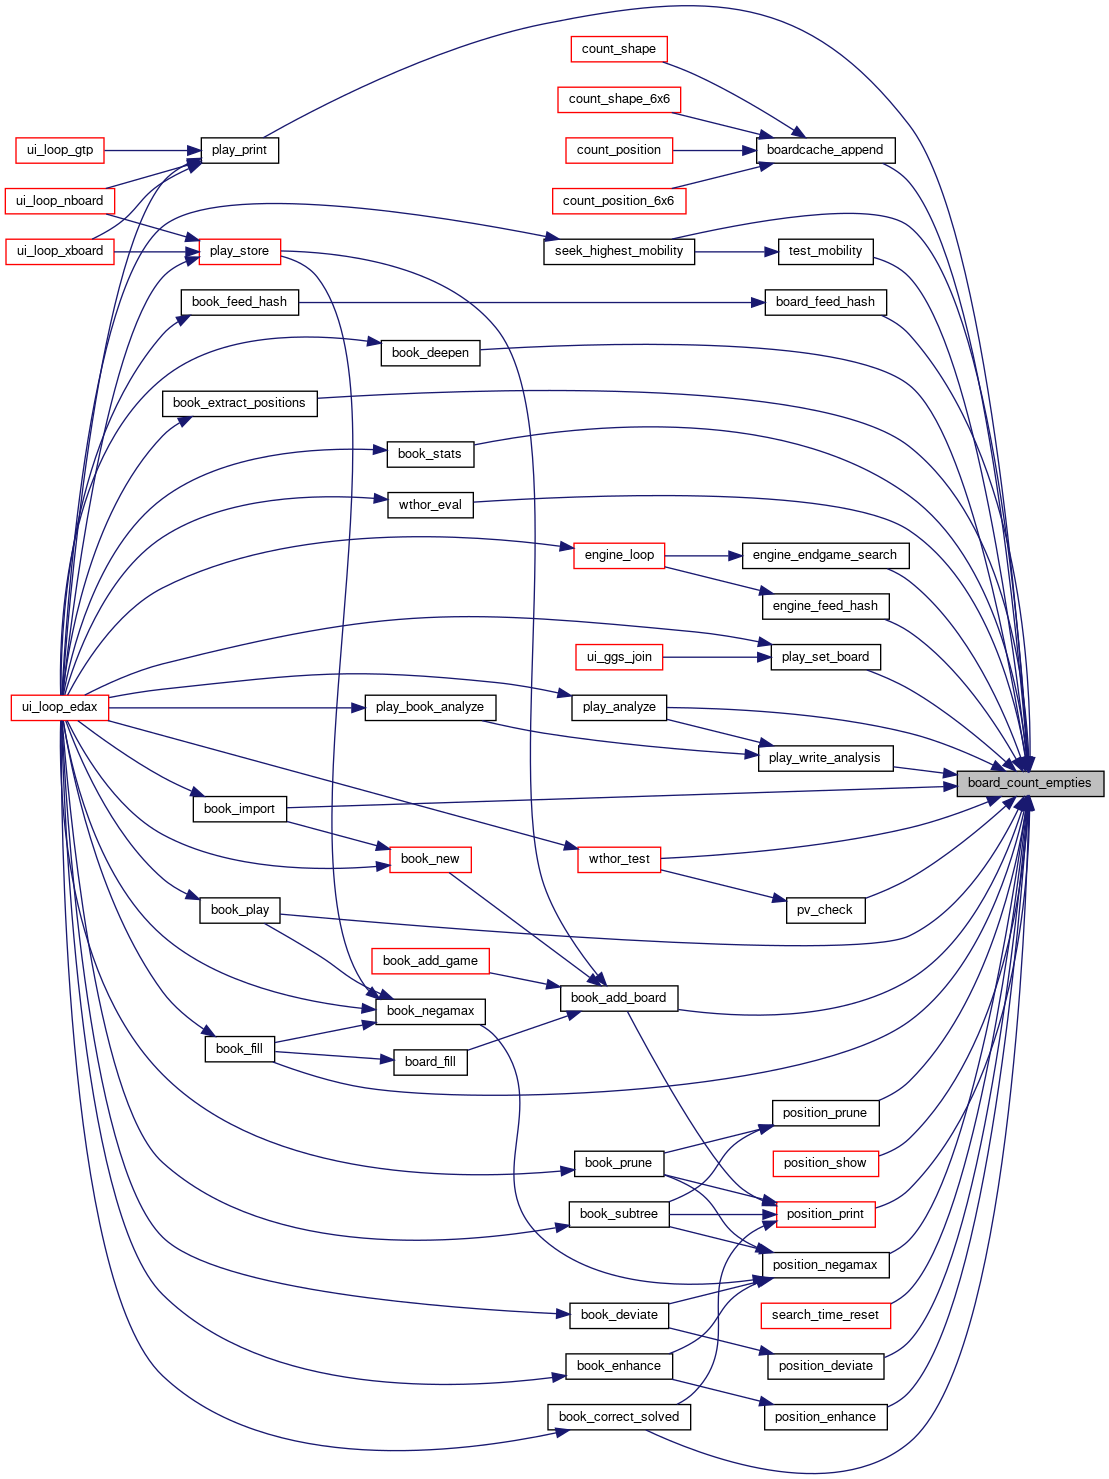 count_shape
count_shape_6x6
ui_loop_gtp
play_print
count_position
boardcache_append
ui_loop_nboard
count_position_6x6
ui_loop_xboard
play_store
seek_highest_mobility
test_mobility
book_feed_hash
board_feed_hash
book_deepen
book_extract_positions
book_stats
wthor_eval
engine_loop
engine_endgame_search
engine_feed_hash
ui_ggs_join
play_set_board
ui_loop_edax
play_book_analyze
play_analyze
play_write_analysis
board_count_empties
book_import
book_new
wthor_test
book_play
pv_check
book_add_game
book_negamax
book_add_board
book_fill
board_fill
position_prune
book_prune
position_show
book_subtree
position_print
position_negamax
book_deviate
search_time_reset
book_enhance
position_deviate
book_correct_solved
position_enhance